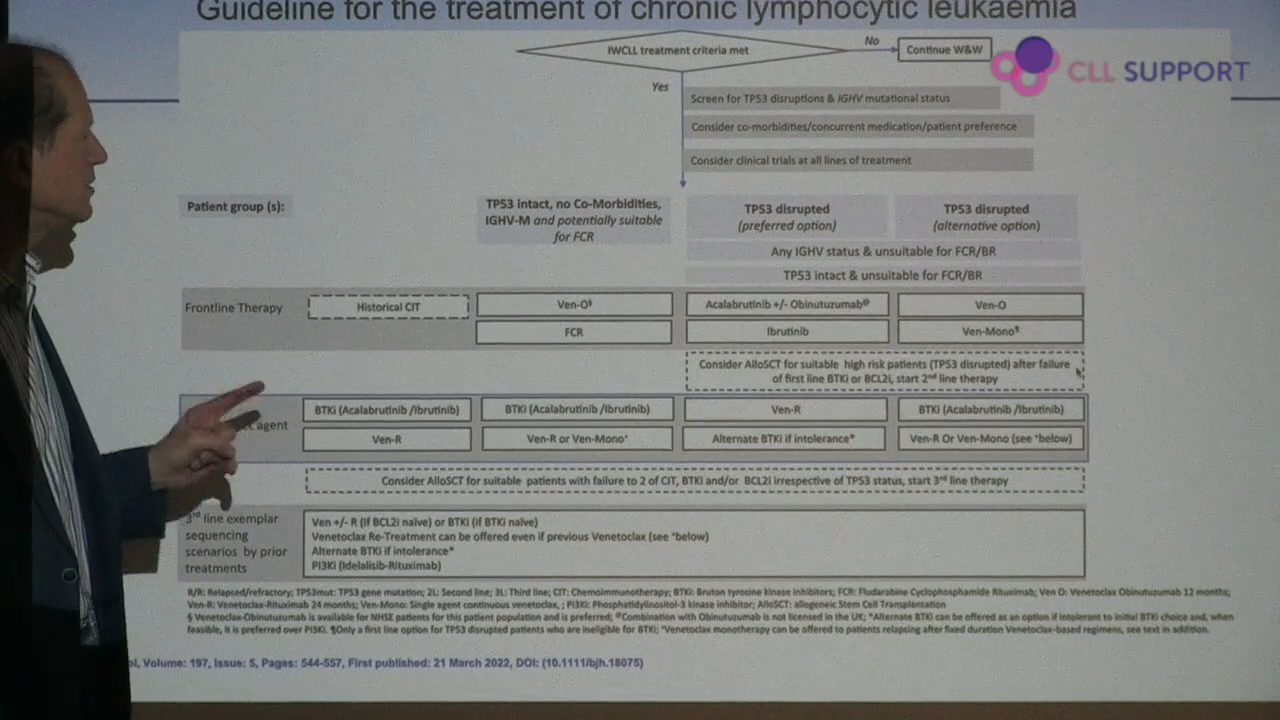 Guideline for the treatment of chronic lymphocytic leukaemia
IWCLL treatment criteria met
No
Continue W&W
CLL SUPPORT
Yes
Screen for TP53 disruptions & IGHV mutational status
Consider co-morbidities/concurrent medication/patient preference
Consider clinical trials at all lines of treatment
Patient group (s):
TP53 intact, no Co-Morbidities,
IGHV-M and potentially suitable
for FCR
TP53 disrupted
(preferred option)
TP53 disrupted
(alternative option)
Any IGHV status & unsuitable for FCR/BR
TP53 intact & unsuitable for FCR/BR
Frontline Therapy
Historical CIT
Ven-O§
Acalabrutinib +/- Obinutuzumab@
Ven-O
FCR
Ibrutinib
Ven-Mono¶
Consider AlloSCT for suitable high risk patients (TP53 disrupted) after failure
of first line BTKi or BCL2i, start 2nd line therapy
agent
BTKi (Acalabrutinib /Ibrutinib)
BTKi (Acalabrutinib /Ibrutinib)
Ven-R
BTKi (Acalabrutinib /Ibrutinib)
Ven-R
Ven-R or Ven-Mono+
Alternate BTKi if intolerance*
Ven-R Or Ven-Mono (see +below)
Consider AlloSCT for suitable patients with failure to 2 of CIT, BTKi and/or BCL2i irrespective of TP53 status, start 3rd line therapy
3rd line exemplar
sequencing
scenarios by prior
treatments
Ven +/- R (if BCL2i naïve) or BTKi (if BTKi naïve)
Venetoclax Re-Treatment can be offered even if previous Venetoclax (see +below)
Alternate BTKi if intolerance*
PI3Ki (Idelalisib-Rituximab)
R/R: Relapsed/refractory; TP53mut: TP53 gene mutation; 2L: Second line; 3L: Third line; CIT: Chemoimmunotherapy; BTKi: Bruton tyrosine kinase inhibitors; FCR: Fludarabine Cyclophosphamide Rituximab; Ven O: Venetoclax Obinutuzumab 12 months;
Ven-R: Venetoclax-Rituximab 24 months; Ven-Mono: Single agent continuous venetoclax, ; PI3Ki: Phosphatidylinositol-3 kinase inhibitor; AlloSCT: allogeneic Stem Cell Transplantation
§ Venetoclax-Obinutuzumab is available for NHSE patients for this patient population and is preferred; @Combination with Obinutuzumab is not licensed in the UK; *Alternate BTKi can be offered as an option if intolerant to initial BTKi choice and, when
feasible, it is preferred over PI3Ki. ¶Only a first line option for TP53 disrupted patients who are ineligible for BTKi; +Venetoclax monotherapy can be offered to patients relapsing after fixed duration Venetoclax-based regimens, see text in addition.
Volume: 197, Issue: 5, Pages: 544-557, First published: 21 March 2022, DOI: (10.1111/bjh.18075)